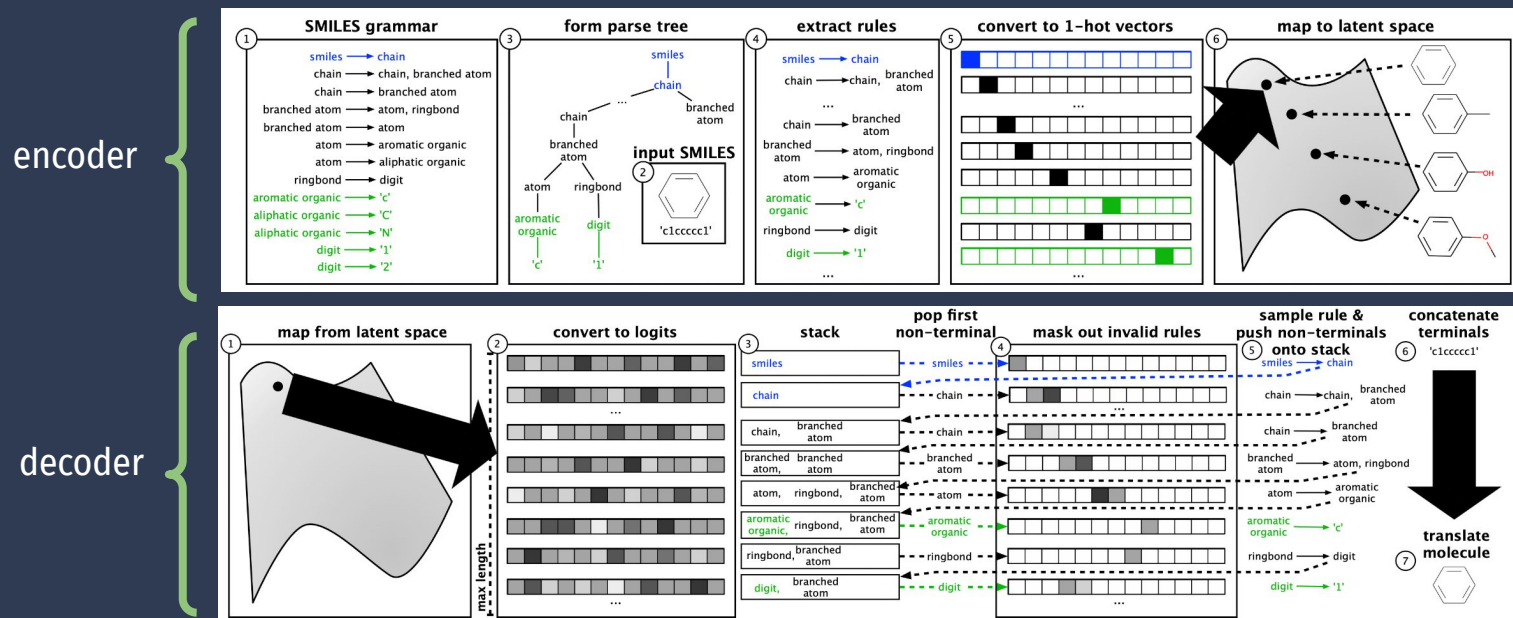 encoder
SMILES grammar
1
smiles → chain
chain → chain, branched atom
chain → branched atom
branched atom → atom, ringbond
branched atom → atom
atom → aromatic organic
atom → aliphatic organic
ringbond → digit
aromatic organic → 'c'
aliphatic organic → 'C'
aliphatic organic → 'N'
digit → '1'
digit → '2'
form parse tree
3
smiles
chain
...
branched
atom
chain
branched
atom
atom
ringbond
aromatic
organic
digit
'c'
'1'
input SMILES
2
'c1ccccc1'
extract rules
4
smiles → chain
chain → chain, branched
atom
...
chain → branched
atom
branched
atom → atom, ringbond
atom → aromatic
organic
aromatic
organic → 'c'
ringbond → digit
digit → '1'
...
convert to 1-hot vectors
5
...
...
map to latent space
6
OH
O
decoder
map from latent space
1
convert to logits
2
max length
...
...
stack
3
smiles
chain
chain, branched
atom
branched
atom, branched
atom
atom, ringbond, branched
atom
aromatic
organic, ringbond, branched
atom
ringbond, branched
atom
digit, branched
atom
pop first
non-terminal
smiles
chain
chain
branched
atom
atom
aromatic
organic
ringbond
digit
mask out invalid rules
4
...
...
sample rule &
push non-terminals
onto stack
5
smiles → chain
chain → chain, branched
atom
chain → branched
atom
branched
atom → atom, ringbond
atom → aromatic
organic
aromatic
organic → 'c'
ringbond → digit
digit → '1'
concatenate
terminals
6
'c1ccccc1'
translate
molecule
7